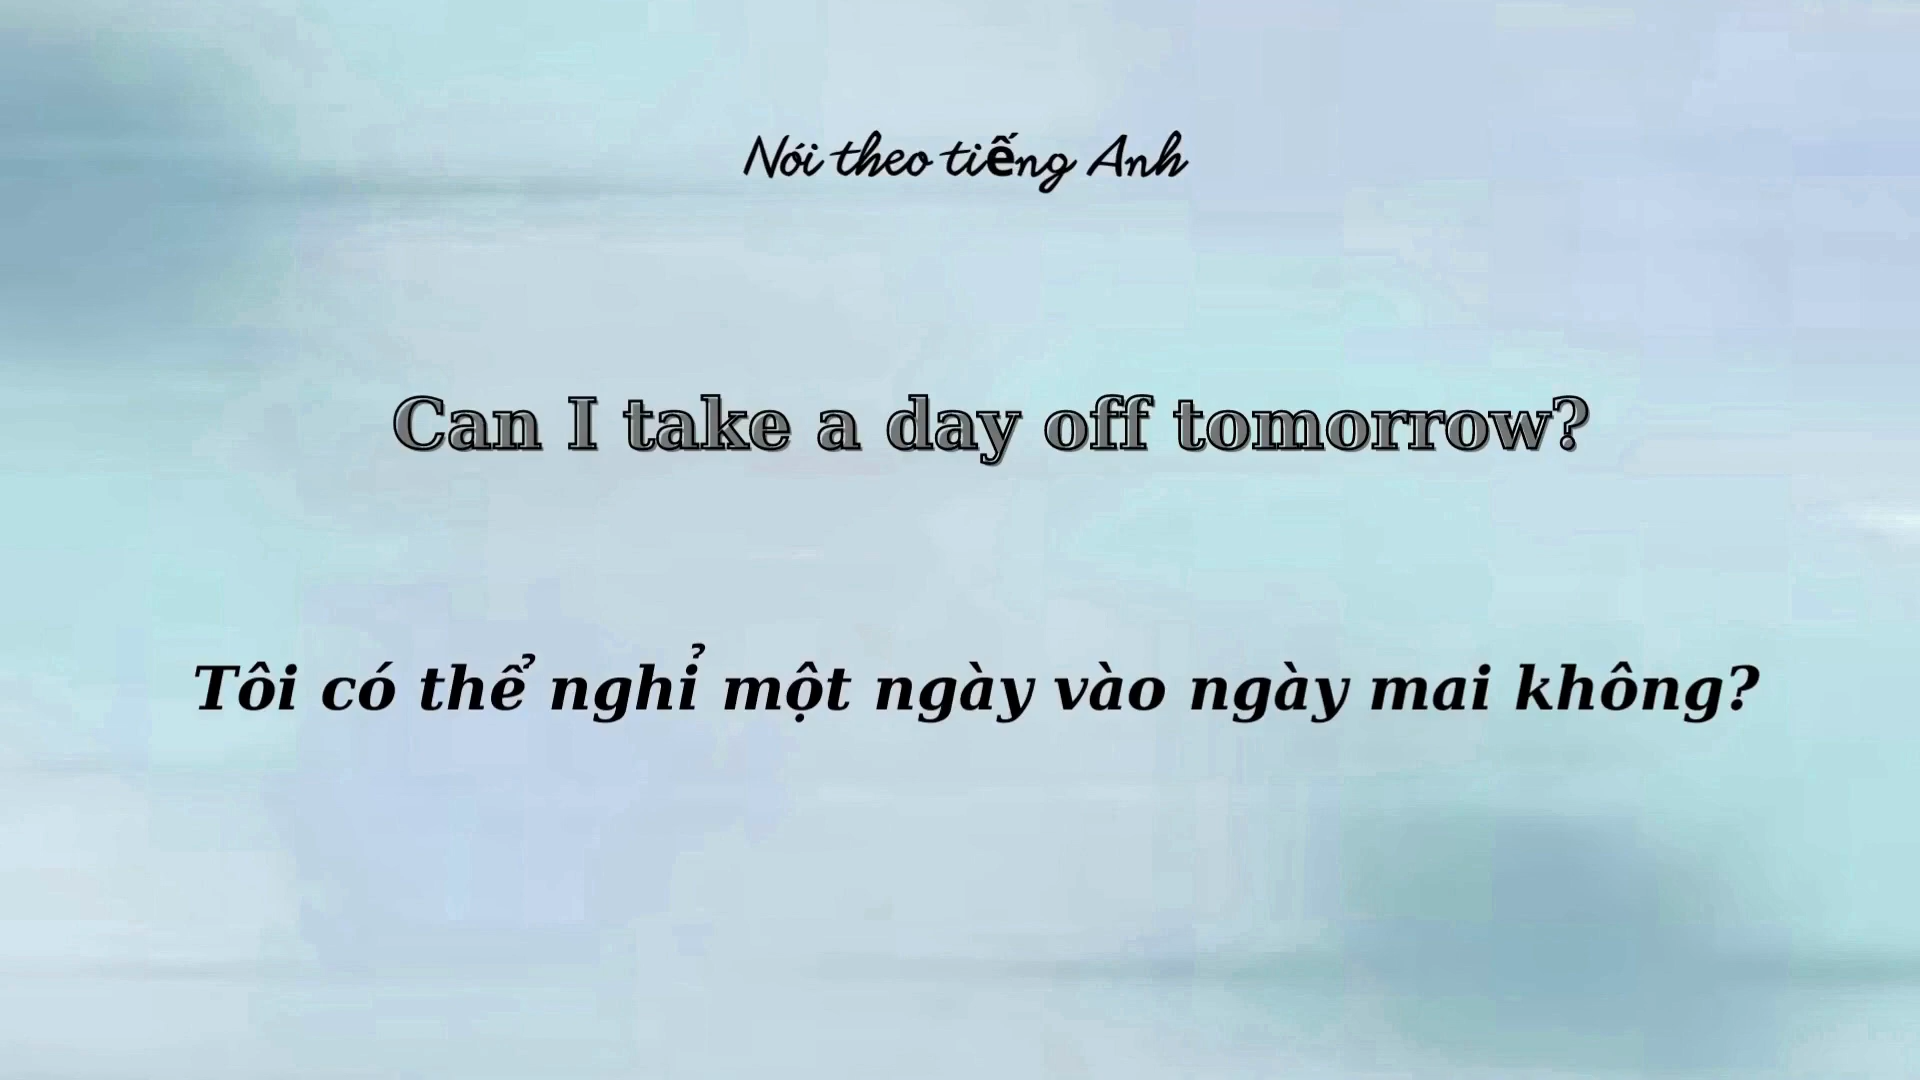 Nói theo tiếng Anh
Can I take a day off tomorrow?
Tôi có thể nghỉ một ngày vào ngày mai không?